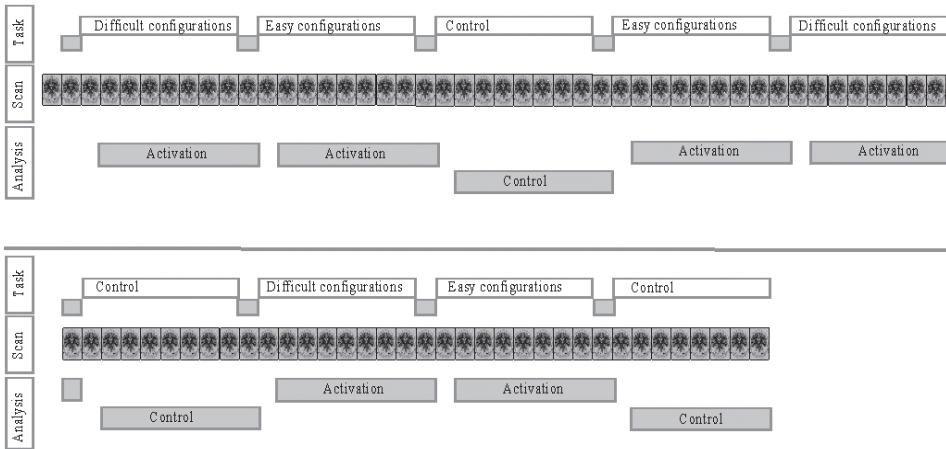 Task
Difficult configurations Easy configurations Control Easy configurations Difficult configurations
Scan
Analysis
Activation Activation Activation Activation
Control
Task
Control Difficult configurations Easy configurations Control
Scan
Analysis
Activation Activation
Control Control